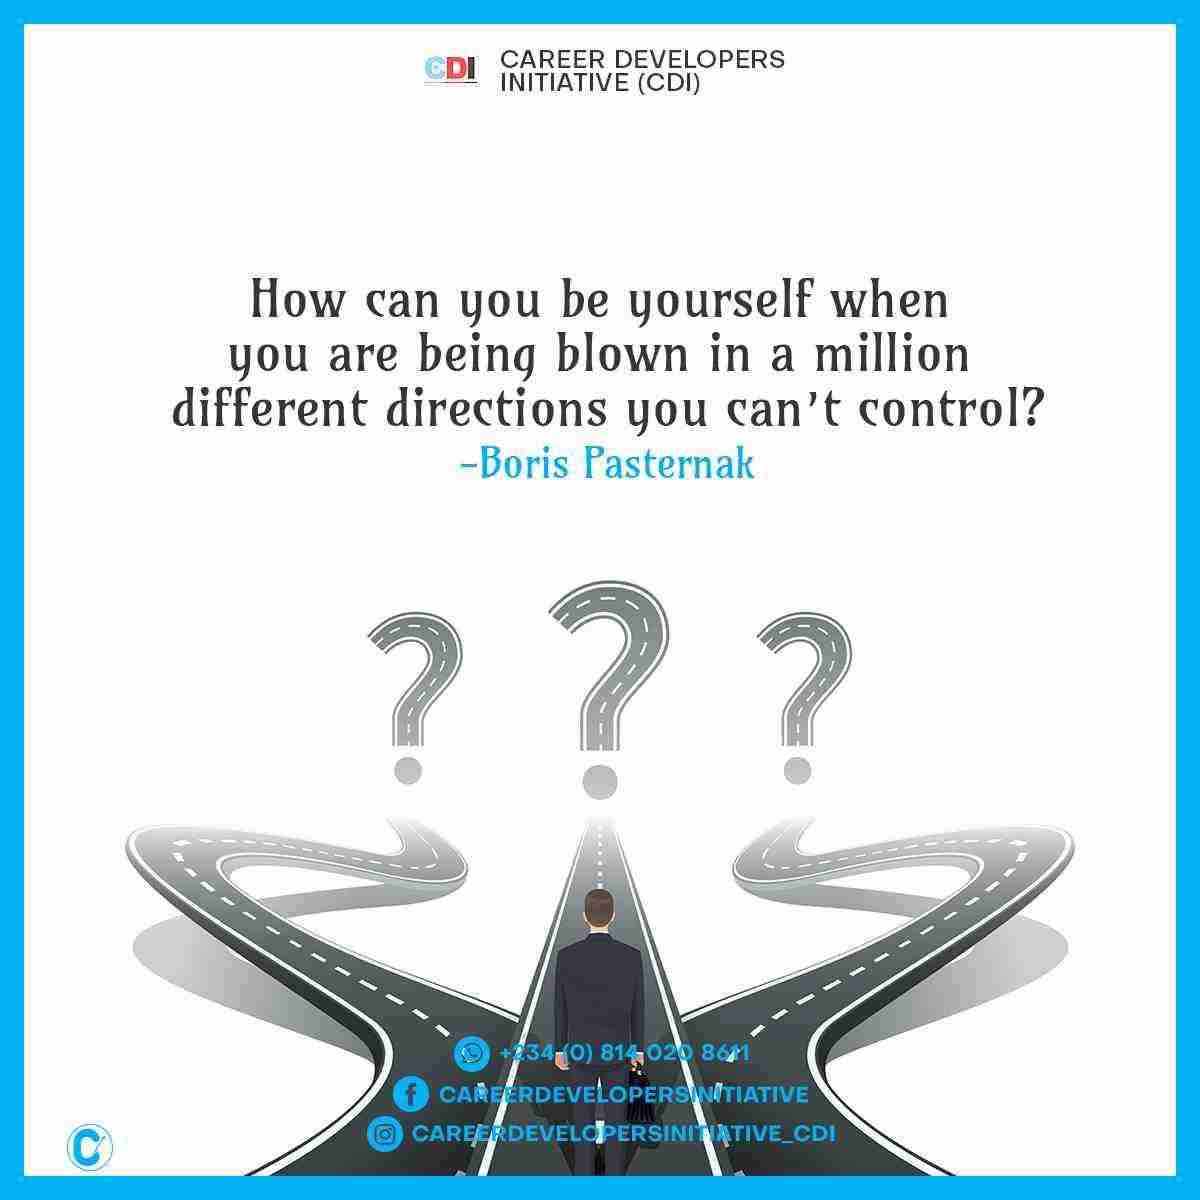 CDI CAREER DEVELOPERS
INITIATIVE (CDI)
How can you be yourself when
you are being blown in a million
different directions you can't control?
-Boris Pasternak
+234 (0) 814 020 8611
CAREERDEVELOPERSINITIATIVE
CAREERDEVELOPERSINITIATIVE_CDI
C